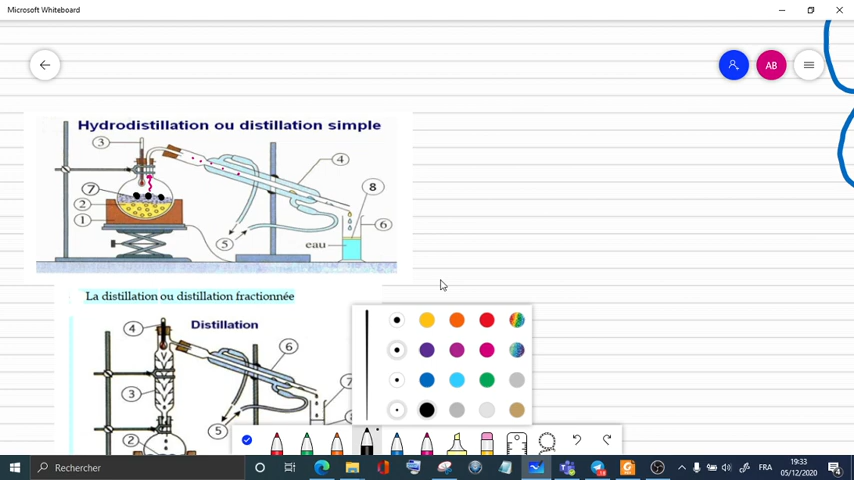 Microsoft Whiteboard
AB
Hydrodistillation ou distillation simple
3
4
7
8
2
1
6
5
eau
La distillation ou distillation fractionnée
Distillation
4
6
3
7
5
2
Rechercher
FRA
19:33
05/12/2020
4